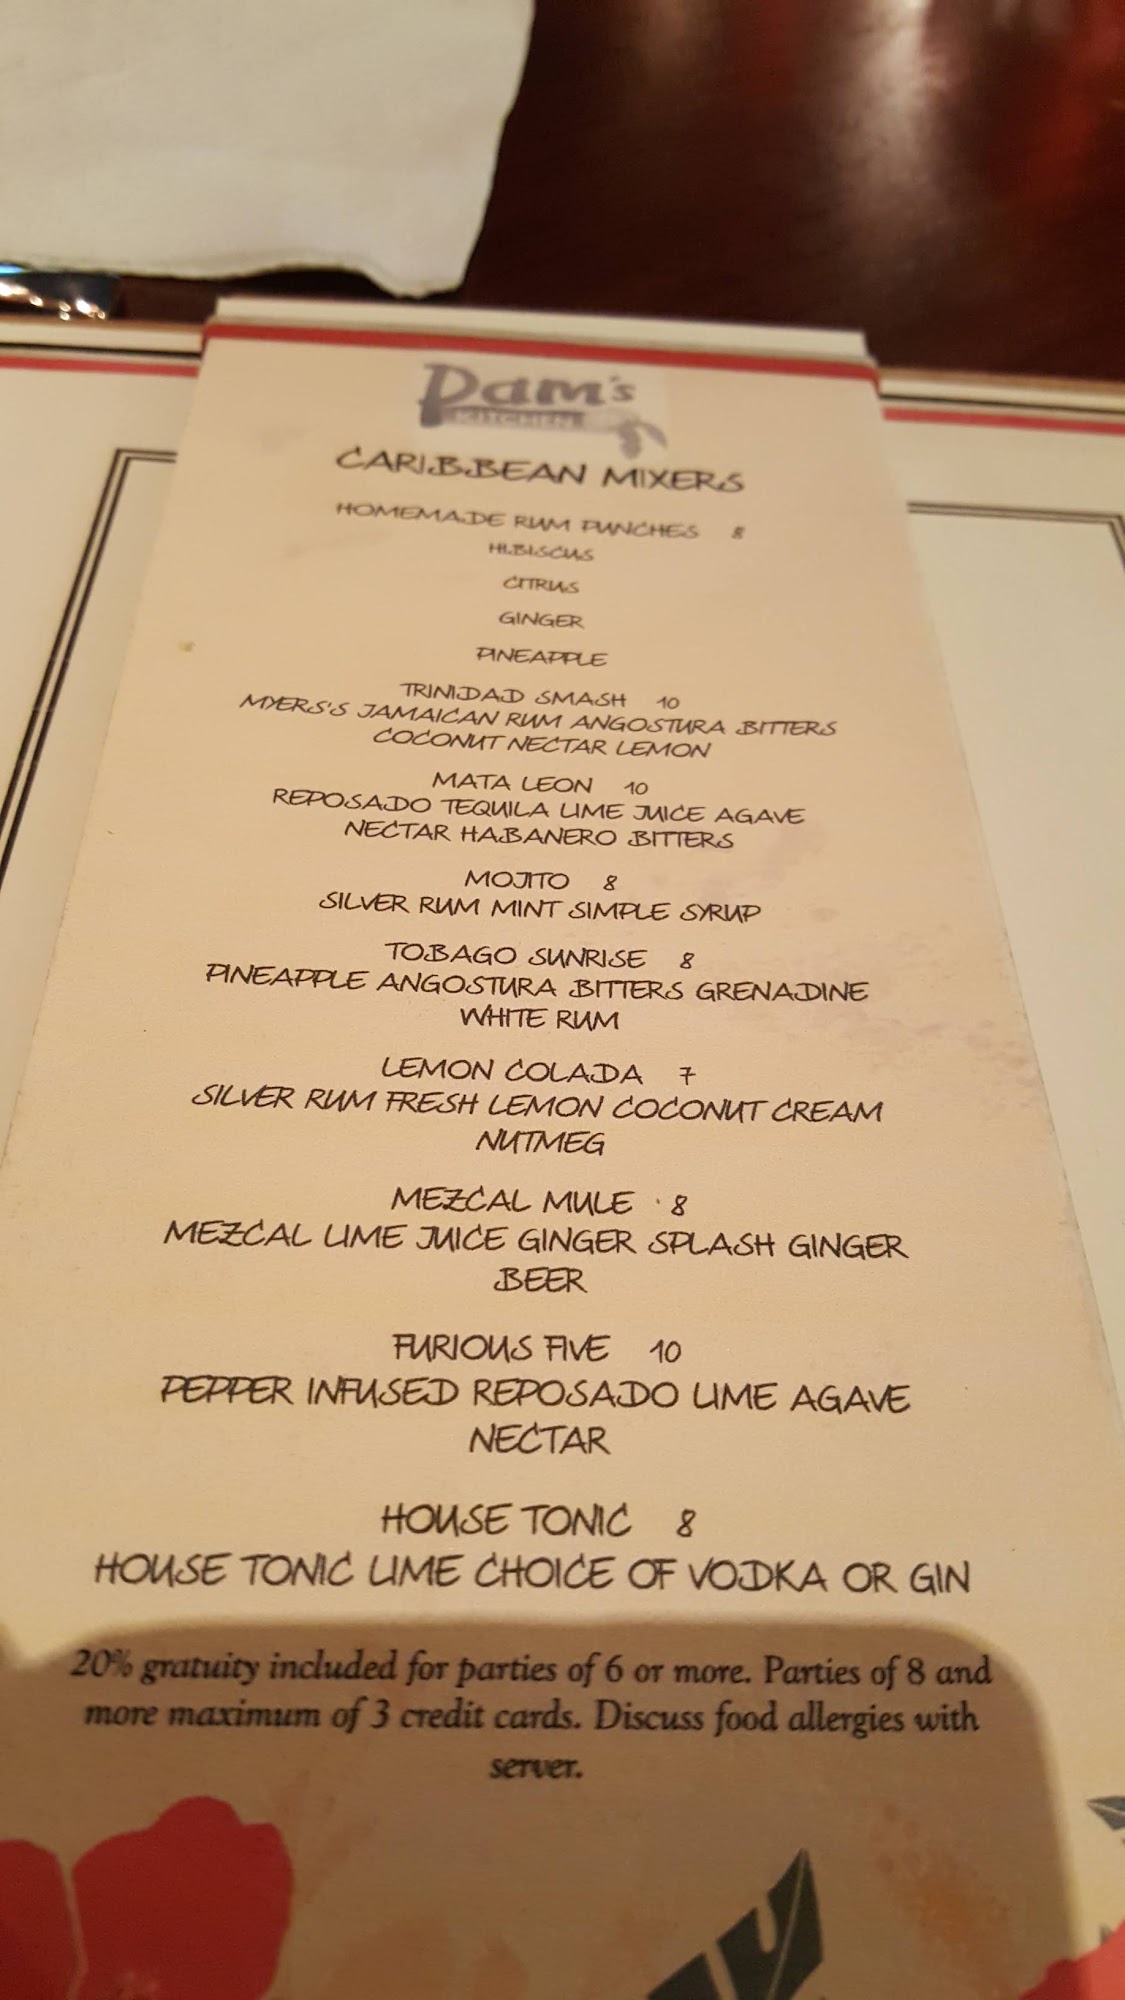 Pam's
KITCHEN
CARIBBEAN MIXERS
HOMEMADE RUM PUNCHES 8
HIBISCUS
CITRUS
GINGER
PINEAPPLE
TRINIDAD SMASH 10
MYERS'S JAMAICAN RUM ANGOSTURA BITTERS
COCONUT NECTAR LEMON
MATA LEON 10
REPOSADO TEQUILA LIME JUICE AGAVE
NECTAR HABANERO BITTERS
MOJITO 8
SILVER RUM MINT SIMPLE SYRUP
TOBAGO SUNRISE 8
PINEAPPLE ANGOSTURA BITTERS GRENADINE
WHITE RUM
LEMON COLADA 7
SILVER RUM FRESH LEMON COCONUT CREAM
NUTMEG
MEZCAL MULE 8
MEZCAL LIME JUICE GINGER SPLASH GINGER
BEER
FURIOUS FIVE 10
PEPPER INFUSED REPOSADO LIME AGAVE
NECTAR
HOUSE TONIC 8
HOUSE TONIC LIME CHOICE OF VODKA OR GIN
20% gratuity included for parties of 6 or more. Parties of 8 and
more maximum of 3 credit cards. Discuss food allergies with
server.